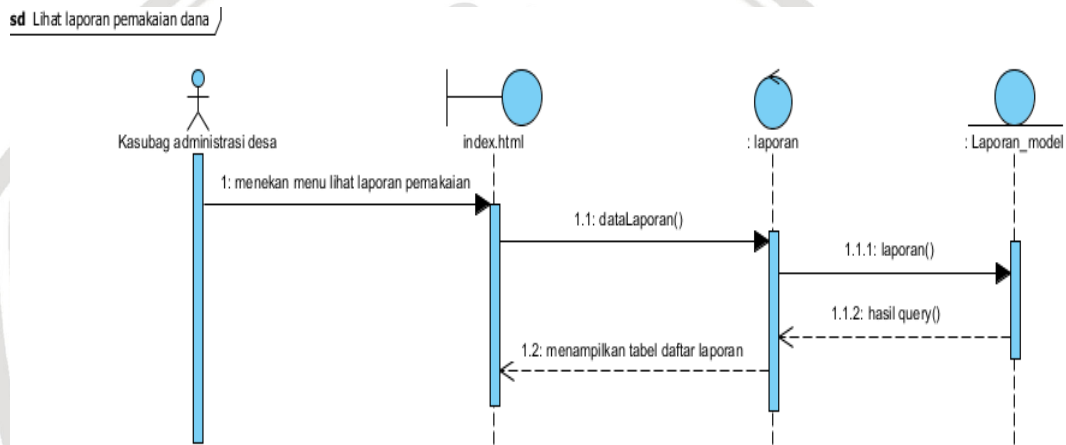 sd Lihat laporan pemakaian dana
Kasubag administrasi desa
index.html
: laporan
: Laporan_model
1: menekan menu lihat laporan pemakaian
1.1: dataLaporan()
1.1.1: laporan()
1.1.2: hasil query()
1.2: menampilkan tabel daftar laporan